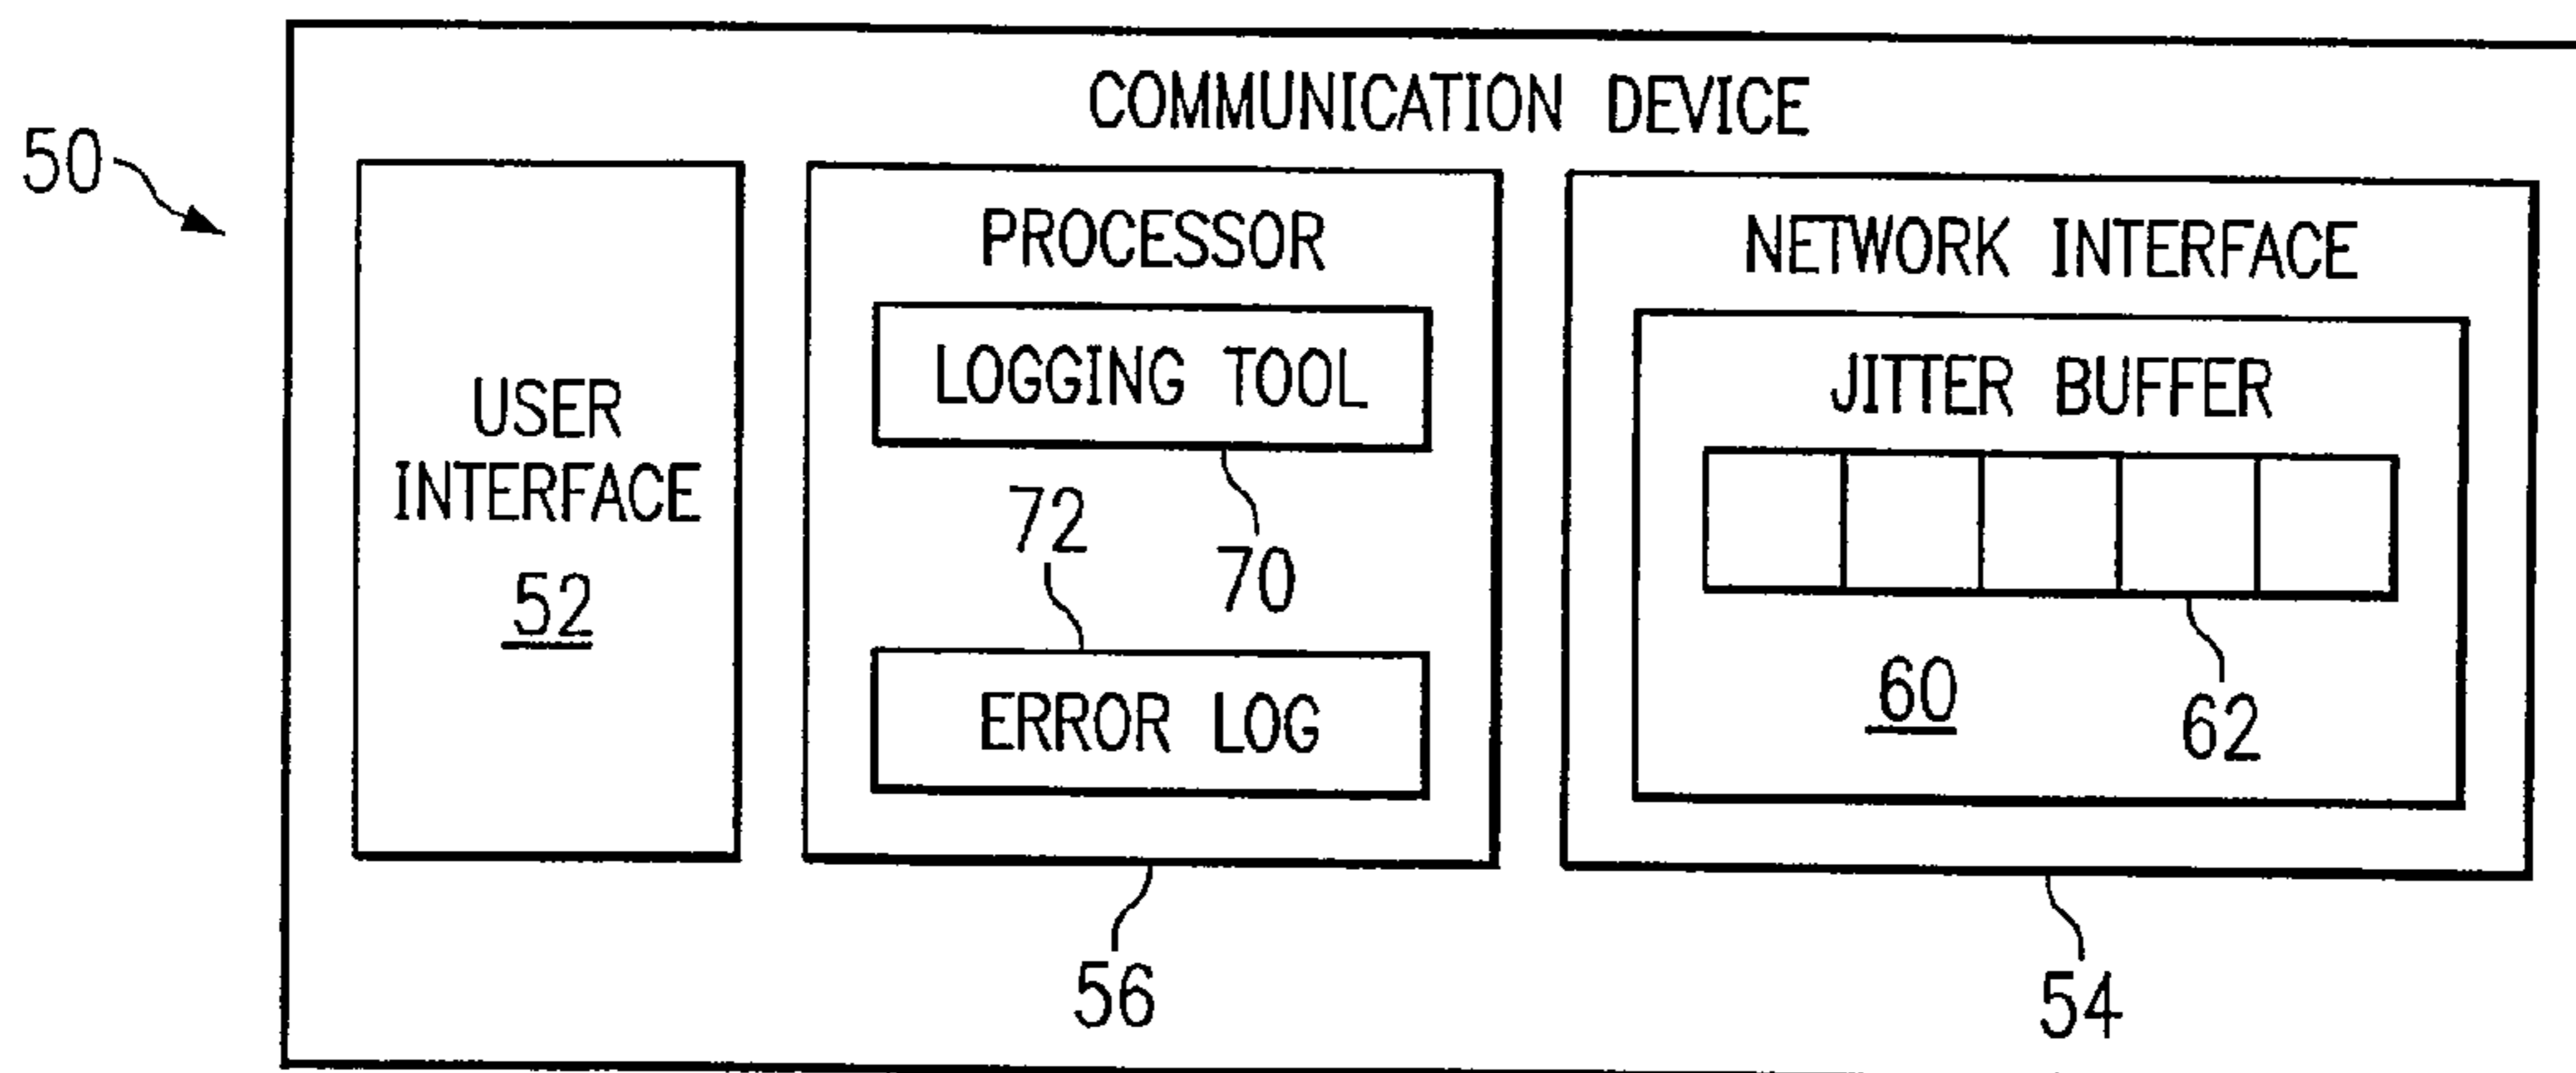 COMMUNICATION DEVICE
50
USER
INTERFACE
52
PROCESSOR
LOGGING TOOL
70
72
ERROR LOG
56
NETWORK INTERFACE
JITTER BUFFER
60
62
54